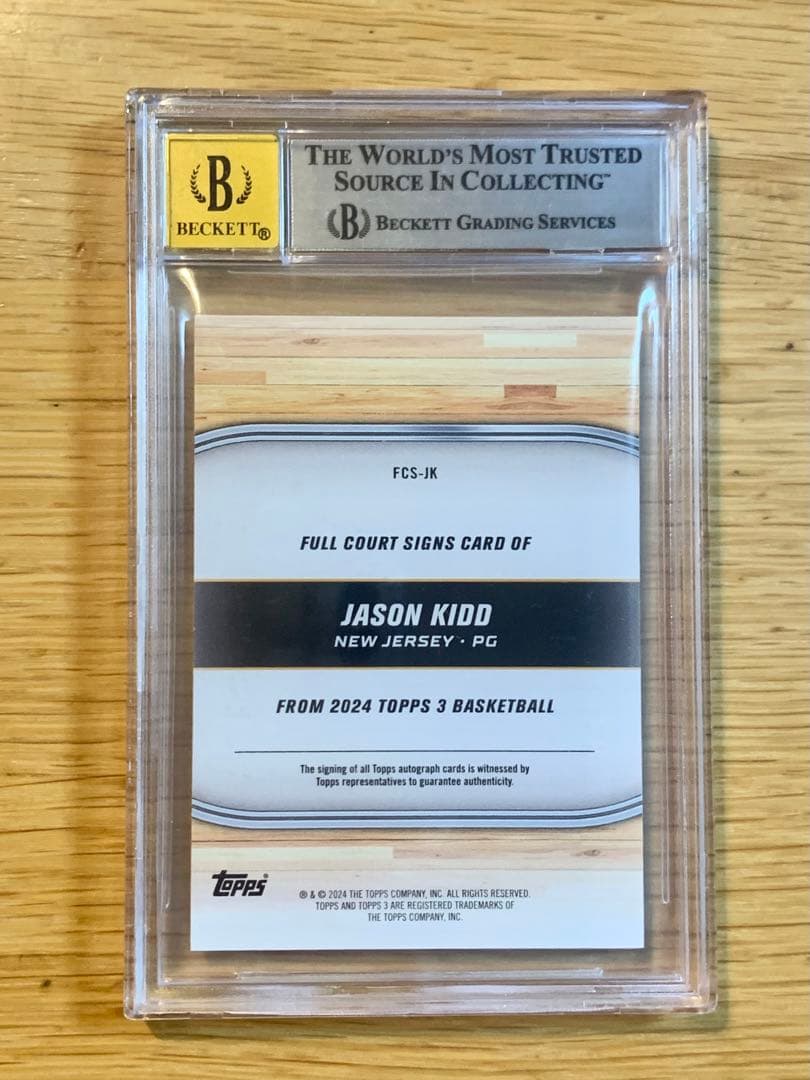 B
BECKETT®
THE WORLD'S MOST TRUSTED
SOURCE IN COLLECTING™
B BECKETT GRADING SERVICES
FCS-JK
FULL COURT SIGNS CARD OF
JASON KIDD
NEW JERSEY · PG
FROM 2024 TOPPS 3 BASKETBALL
The signing of all Topps autograph cards is witnessed by
Topps representatives to guarantee authenticity.
topps®
® & © 2024 THE TOPPS COMPANY, INC. ALL RIGHTS RESERVED.
TOPPS AND TOPPS 3 ARE REGISTERED TRADEMARKS OF
THE TOPPS COMPANY, INC.